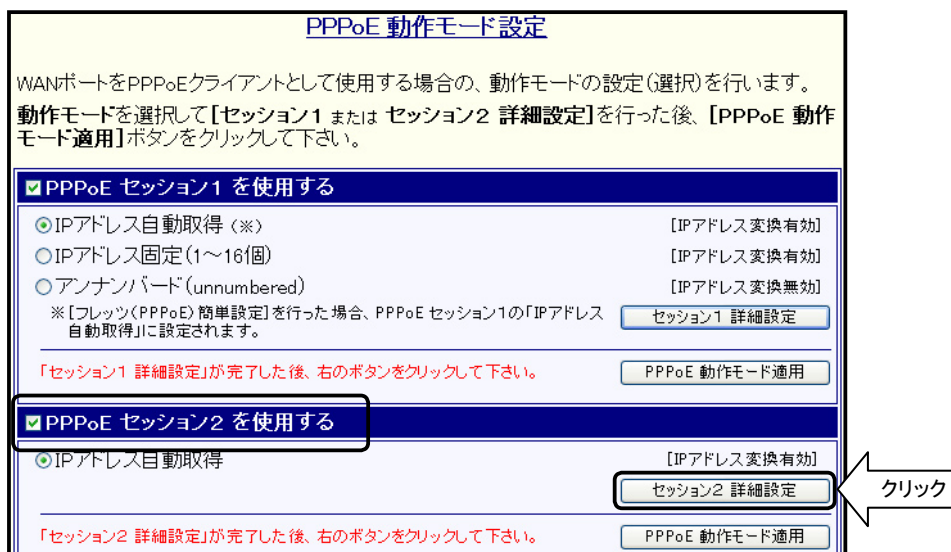 PPPoE 動作モード設定
WANポートをPPPoEクライアントとして使用する場合の、動作モードの設定(選択)を行います。
動作モードを選択して[セッション1 または セッション2 詳細設定]を行った後、[PPPoE 動作
モード適用]ボタンをクリックして下さい。
PPPoE セッション1 を使用する
IPアドレス自動取得 (※) [IPアドレス変換有効]
IPアドレス固定(1～16個) [IPアドレス変換有効]
アンナンバード(unnumbered) [IPアドレス変換無効]
※[フレッツ(PPPoE)簡単設定]を行った場合、PPPoE セッション1の「IPアドレス
自動取得」に設定されます。
セッション1 詳細設定
「セッション1 詳細設定」が完了した後、右のボタンをクリックして下さい。 PPPoE 動作モード適用
PPPoE セッション2 を使用する
IPアドレス自動取得 [IPアドレス変換有効]
セッション2 詳細設定
クリック
「セッション2 詳細設定」が完了した後、右のボタンをクリックして下さい。 PPPoE 動作モード適用